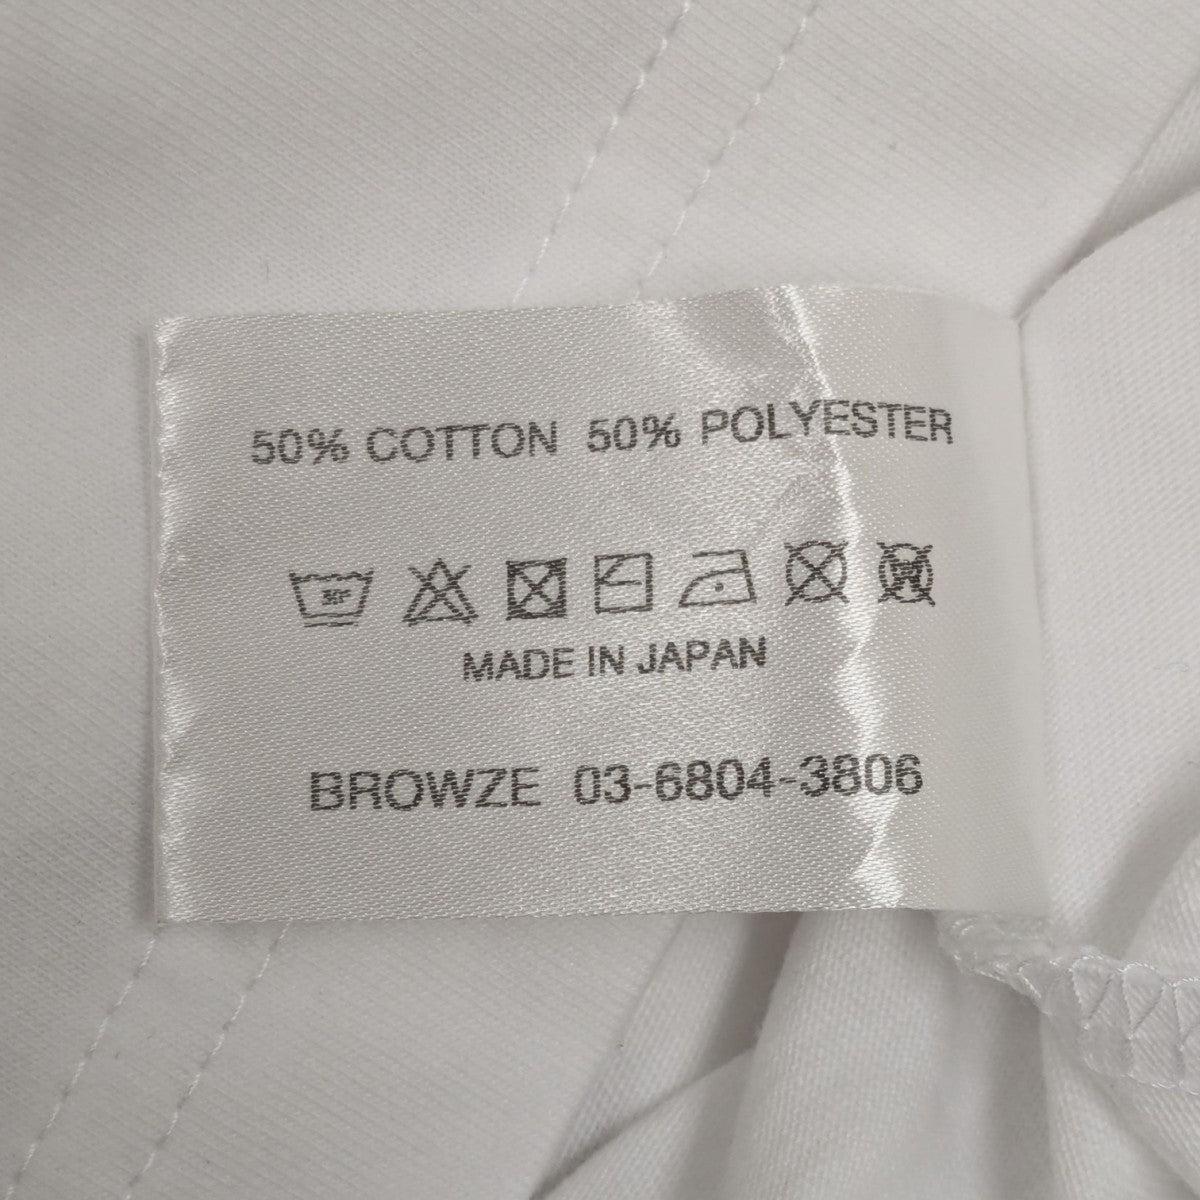 50% COTTON 50% POLYESTER
MADE IN JAPAN
BROWZE 03-6804-3806